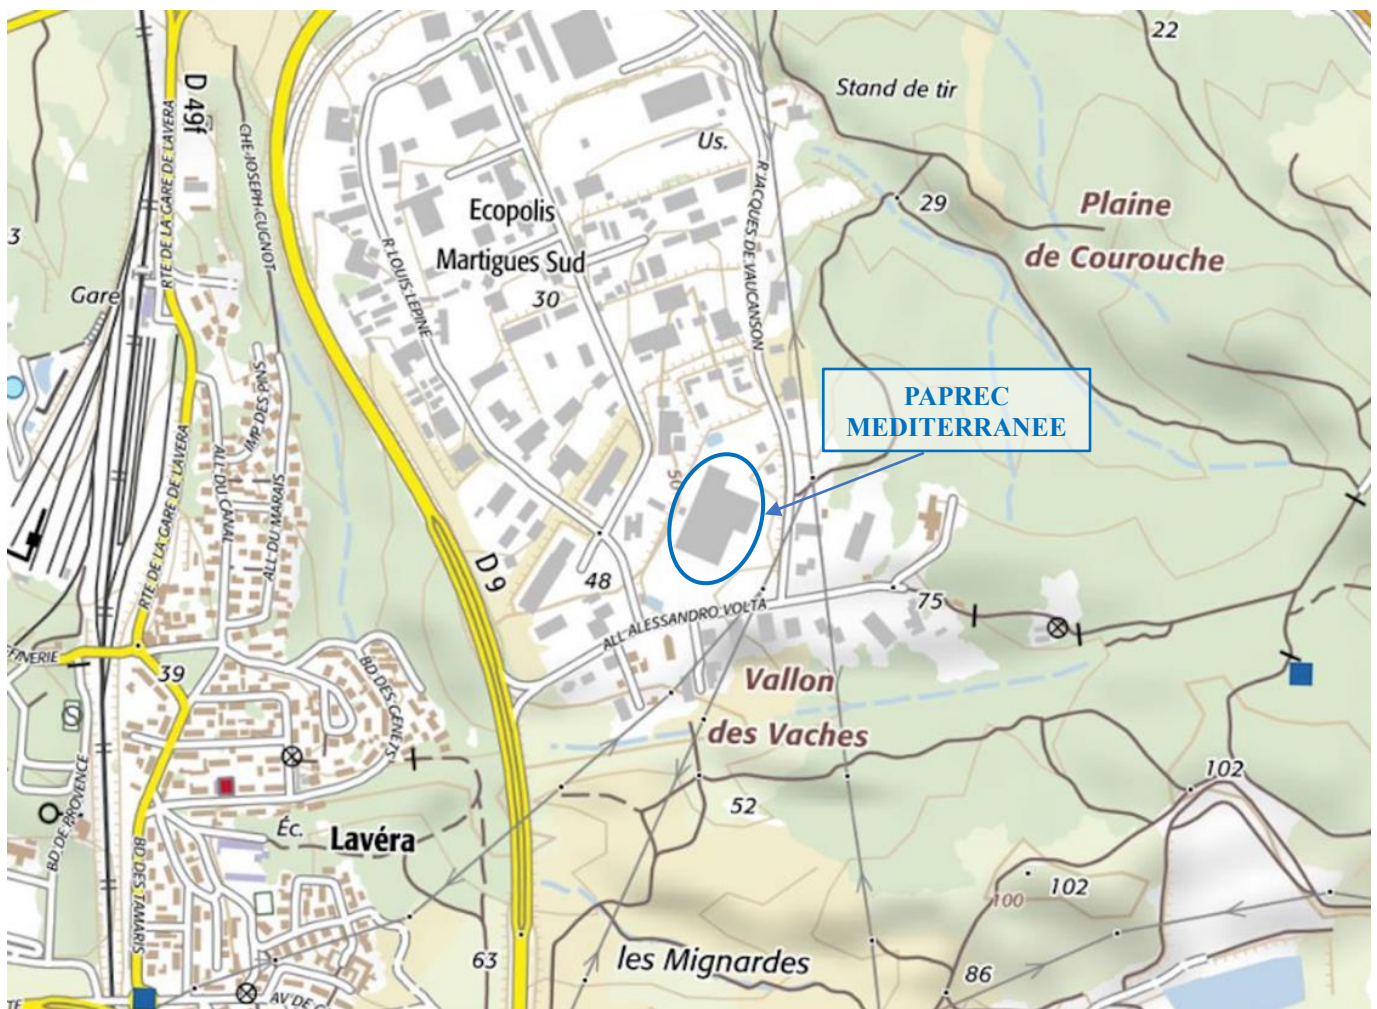 22
Stand de tir
D 49f
RTE DE LA GARE DE LAVERA
CHE JOSEPH CUGNOT
Us.
R JACQUES DE VAUCANSON
29
Plaine
de Courouche
Ecopolis
Martigues Sud
30
R LOUIS LEPINE
3
Gare
IMP DES PINS
PAPREC
MEDITERRANEE
50
RTE DE LA GARE DE LAVERA
ALL DU CANAL
ALL DU MARAIS
D 9
48
75
ALL ALESSANDRO VOLTA
FINERIE
39
BD DES GENETS
Vallon
des Vaches
S
BD DE PROVENCE
102
52
Éc.
Lavéra
BD DES TAMARIS
102
100
63
les Mignardes
86
AV DE
TE